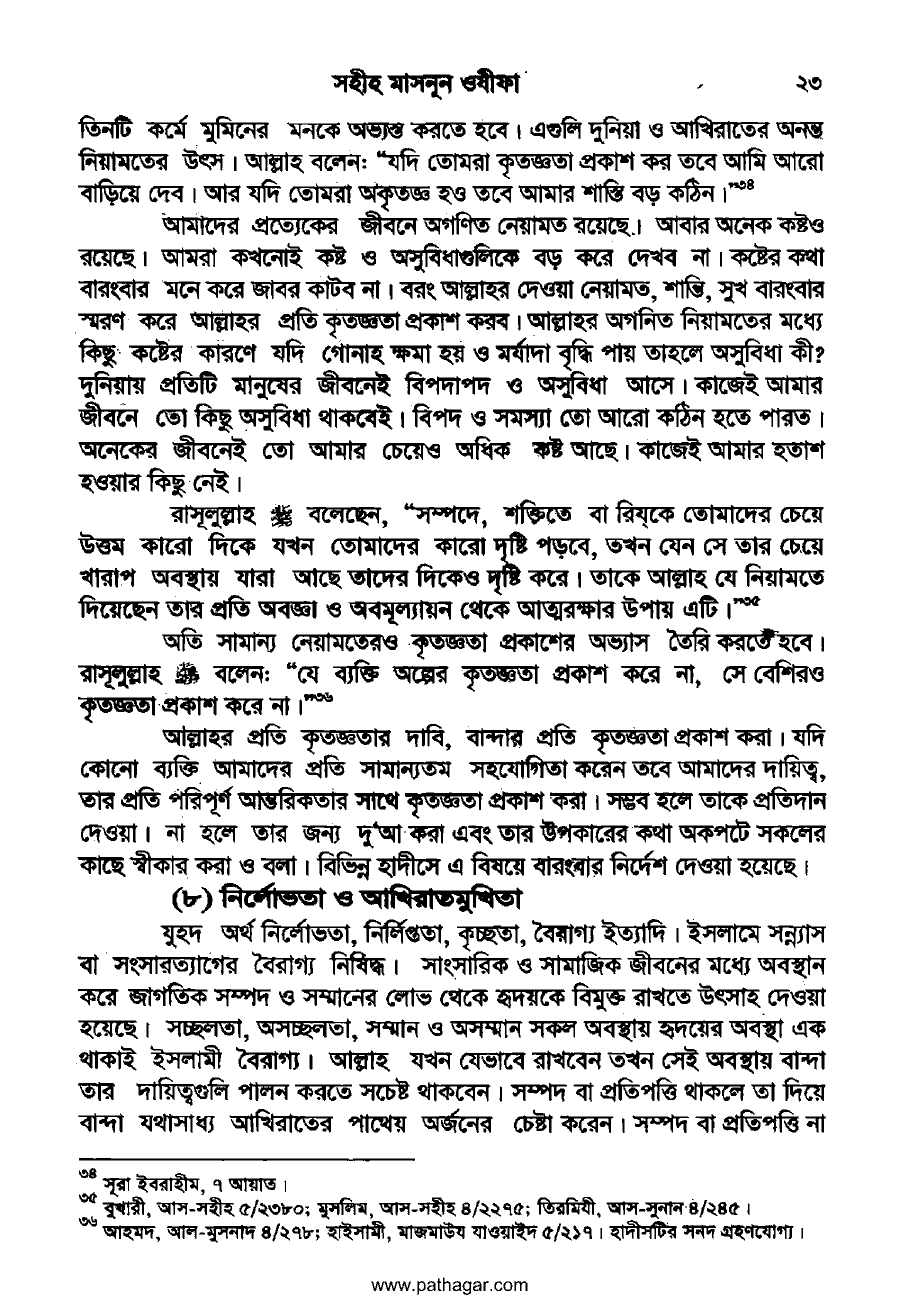 সহীহ মাসনূন ওযীফা ২৩
তিনটি কর্মে মুমিনের মনকে অভ্যস্ত করতে হবে। এগুলি দুনিয়া ও আখিরাতের অনন্ত
নিয়ামতের উৎস। আল্লাহ বলেন: “যদি তোমরা কৃতজ্ঞতা প্রকাশ কর তবে আমি আরো
বাড়িয়ে দেব। আর যদি তোমরা অকৃতজ্ঞ হও তবে আমার শাস্তি বড় কঠিন।”৩৪
আমাদের প্রত্যেকের জীবনে অগণিত নেয়ামত রয়েছে। আবার অনেক কষ্টও
রয়েছে। আমরা কখনোই কষ্ট ও অসুবিধাগুলিকে বড় করে দেখব না। কষ্টের কথা
বারংবার মনে করে জাবর কাটব না। বরং আল্লাহর দেওয়া নেয়ামত, শান্তি, সুখ বারংবার
স্মরণ করে আল্লাহর প্রতি কৃতজ্ঞতা প্রকাশ করব। আল্লাহর অগনিত নিয়ামতের মধ্যে
কিছু কষ্টের কারণে যদি গোনাহ ক্ষমা হয় ও মর্যাদা বৃদ্ধি পায় তাহলে অসুবিধা কী?
দুনিয়ায় প্রতিটি মানুষের জীবনেই বিপদাপদ ও অসুবিধা আসে। কাজেই আমার
জীবনে তো কিছু অসুবিধা থাকবেই। বিপদ ও সমস্যা তো আরো কঠিন হতে পারত।
অনেকের জীবনেই তো আমার চেয়েও অধিক কষ্ট আছে। কাজেই আমার হতাশ
হওয়ার কিছু নেই।
রাসূলুল্লাহ ﷺ বলেছেন, “সম্পদে, শক্তিতে বা রিয্‌কে তোমাদের চেয়ে
উত্তম কারো দিকে যখন তোমাদের কারো দৃষ্টি পড়বে, তখন যেন সে তার চেয়ে
খারাপ অবস্থায় যারা আছে তাদের দিকেও দৃষ্টি করে। তাকে আল্লাহ যে নিয়ামতে
দিয়েছেন তার প্রতি অবজ্ঞা ও অবমূল্যায়ন থেকে আত্মরক্ষার উপায় এটি।”৩৫
অতি সামান্য নেয়ামতেরও কৃতজ্ঞতা প্রকাশের অভ্যাস তৈরি করতে হবে।
রাসূলুল্লাহ ﷺ বলেন: “যে ব্যক্তি অল্পের কৃতজ্ঞতা প্রকাশ করে না, সে বেশিরও
কৃতজ্ঞতা প্রকাশ করে না।”৩৬
আল্লাহর প্রতি কৃতজ্ঞতার দাবি, বান্দার প্রতি কৃতজ্ঞতা প্রকাশ করা। যদি
কোনো ব্যক্তি আমাদের প্রতি সামান্যতম সহযোগিতা করেন তবে আমাদের দায়িত্ব,
তার প্রতি পরিপূর্ণ আন্তরিকতার সাথে কৃতজ্ঞতা প্রকাশ করা। সম্ভব হলে তাকে প্রতিদান
দেওয়া। না হলে তার জন্য দু‘আ করা এবং তার উপকারের কথা অকপটে সকলের
কাছে স্বীকার করা ও বলা। বিভিন্ন হাদীসে এ বিষয়ে বারংবার নির্দেশ দেওয়া হয়েছে।
(৮) নির্লোভতা ও আখিরাতমুখিতা
যুহদ অর্থ নির্লোভতা, নির্লিপ্ততা, কৃচ্ছতা, বৈরাগ্য ইত্যাদি। ইসলামে সন্ন্যাস
বা সংসারত্যাগের বৈরাগ্য নিষিদ্ধ। সাংসারিক ও সামাজিক জীবনের মধ্যে অবস্থান
করে জাগতিক সম্পদ ও সম্মানের লোভ থেকে হৃদয়কে বিমুক্ত রাখতে উৎসাহ দেওয়া
হয়েছে। সচ্ছলতা, অসচ্ছলতা, সম্মান ও অসম্মান সকল অবস্থায় হৃদয়ের অবস্থা এক
থাকাই ইসলামী বৈরাগ্য। আল্লাহ যখন যেভাবে রাখবেন তখন সেই অবস্থায় বান্দা
তার দায়িত্বগুলি পালন করতে সচেষ্ট থাকবেন। সম্পদ বা প্রতিপত্তি থাকলে তা দিয়ে
বান্দা যথাসাধ্য আখিরাতের পাথেয় অর্জনের চেষ্টা করেন। সম্পদ বা প্রতিপত্তি না
৩৪ সূরা ইবরাহীম, ৭ আয়াত।
৩৫ বুখারী, আস-সহীহ ৫/২৩৮০; মুসলিম, আস-সহীহ ৪/২২৭৫; তিরমিযী, আস-সুনান ৪/২৪৫।
৩৬ আহমদ, আল-মুসনাদ ৪/২৭৮; হাইসামী, মাজমাউয যাওয়াইদ ৫/২১৭। হাদীসটির সনদ গ্রহণযোগ্য।
www.pathagar.com